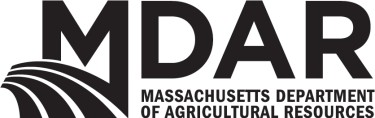 MDAR
MASSACHUSETTS DEPARTMENT
OF AGRICULTURAL RESOURCES